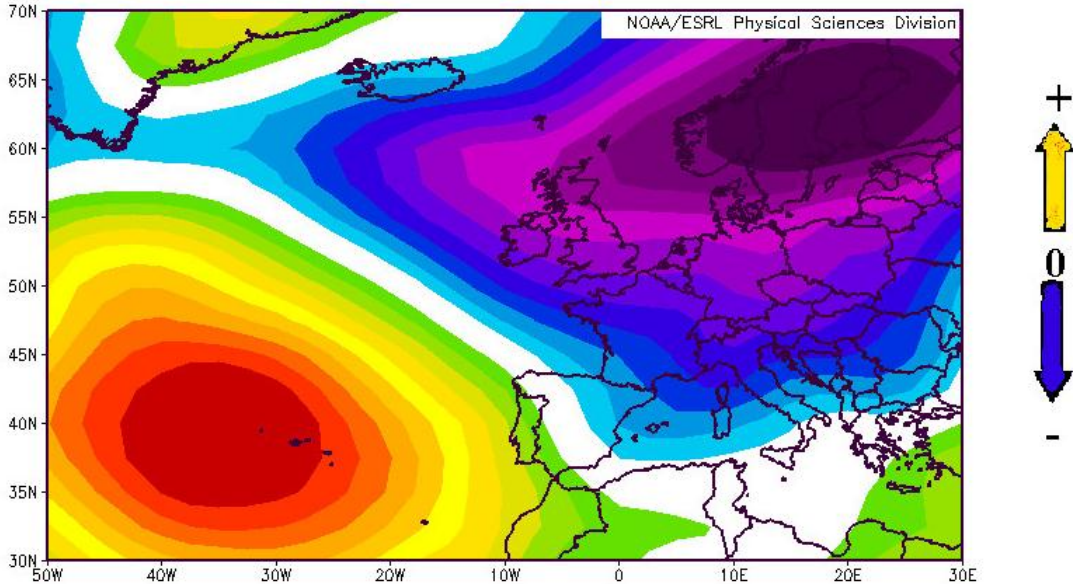 70N
NOAA/ESRL Physical Sciences Division
65N
60N
55N
50N
45N
40N
35N
30N
50W 40W 30W 20W 10W 0 10E 20E 30E
+
0
-